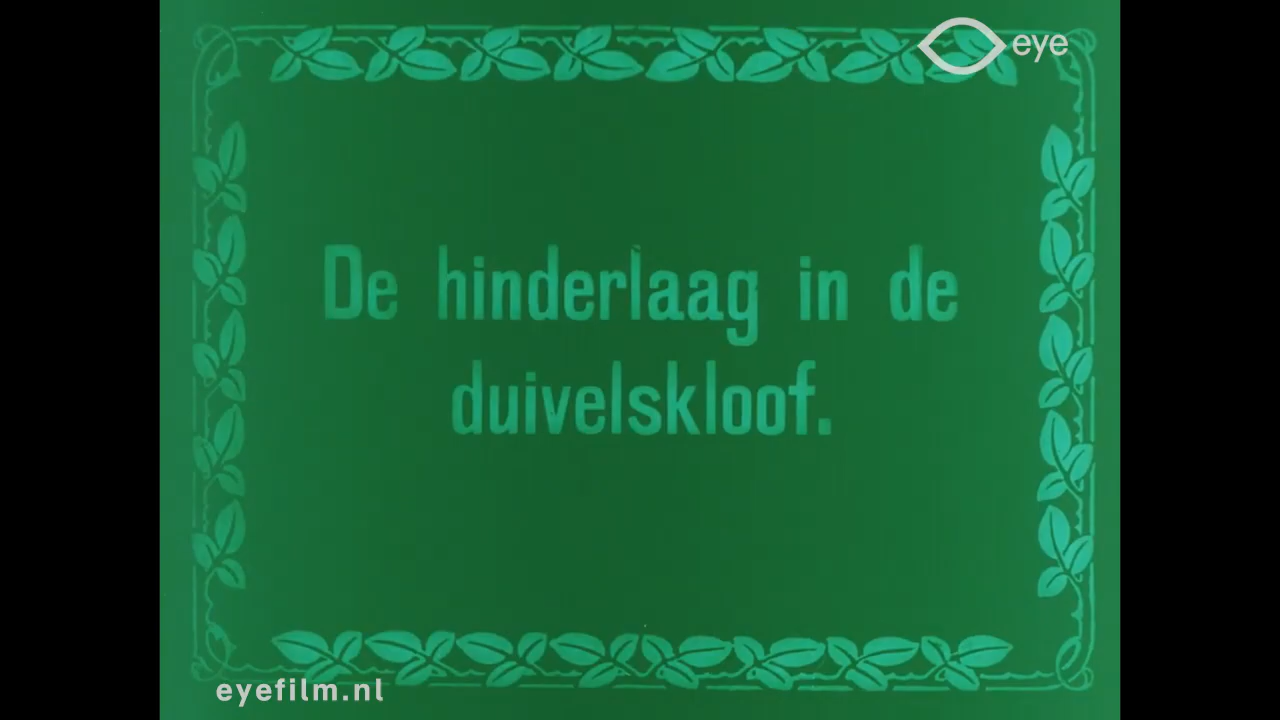 eye
De hinderlaag in de
duivelskloof.
eyefilm.nl